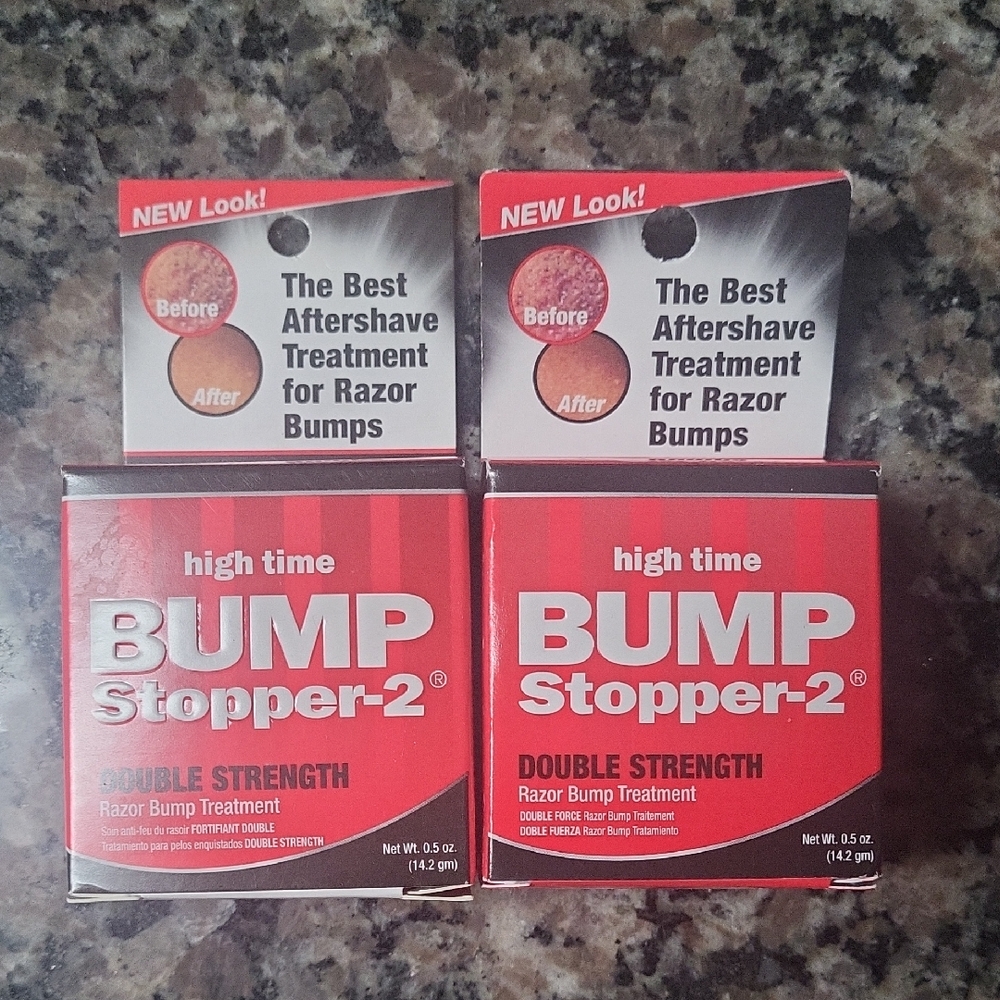 NEW Look!
Before
After
The Best
Aftershave
Treatment
for Razor
Bumps
high time
BUMP
Stopper-2®
DOUBLE STRENGTH
Razor Bump Treatment
Soin anti-feu du rasoir FORTIFIANT DOUBLE
Tratamiento para pelos enquistados DOUBLE STRENGTH
Net Wt. 0.5 oz.
(14.2 gm)
NEW Look!
Before
After
The Best
Aftershave
Treatment
for Razor
Bumps
high time
BUMP
Stopper-2®
DOUBLE STRENGTH
Razor Bump Treatment
DOUBLE FORCE Razor Bump Traitement
DOBLE FUERZA Razor Bump Tratamiento
Net Wt. 0.5 oz.
(14.2 gm)